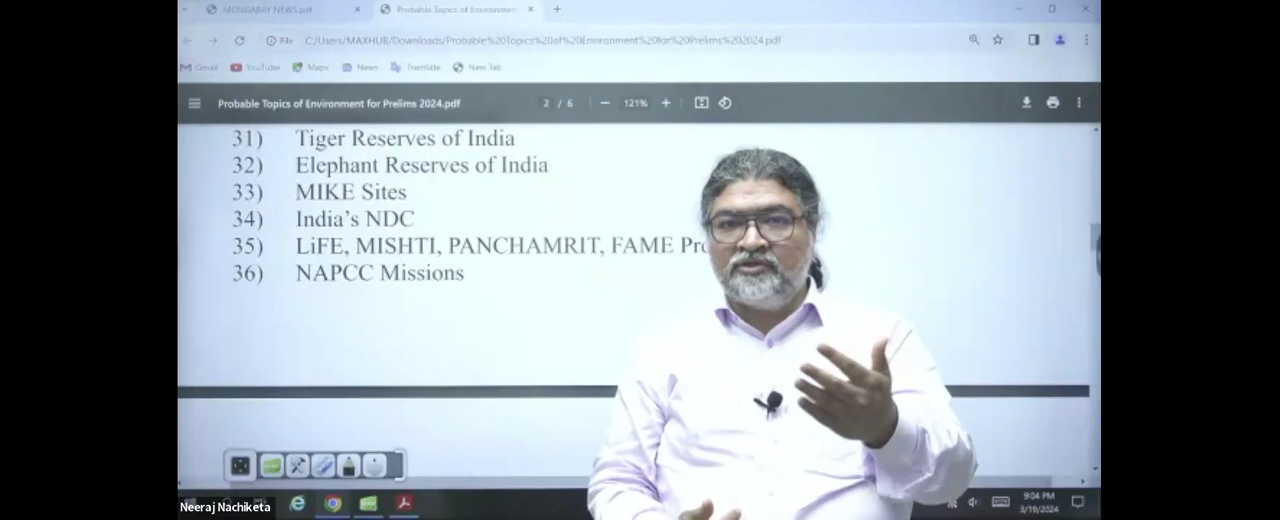 MONGABAY NEWS.pdf
Probable Topics of Environment
File C:/Users/MAXHUB/Downloads/Probable%20Topics%20of%20Environment%20for%20Prelims%202024.pdf
Gmail YouTube Maps News Translate New Tab
Probable Topics of Environment for Prelims 2024.pdf 2 / 6 121%
31) Tiger Reserves of India
32) Elephant Reserves of India
33) MIKE Sites
34) India's NDC
35) LiFE, MISHTI, PANCHAMRIT, FAME
36) NAPCC Missions
Neeraj Nachiketa
9:04 PM
3/19/2024